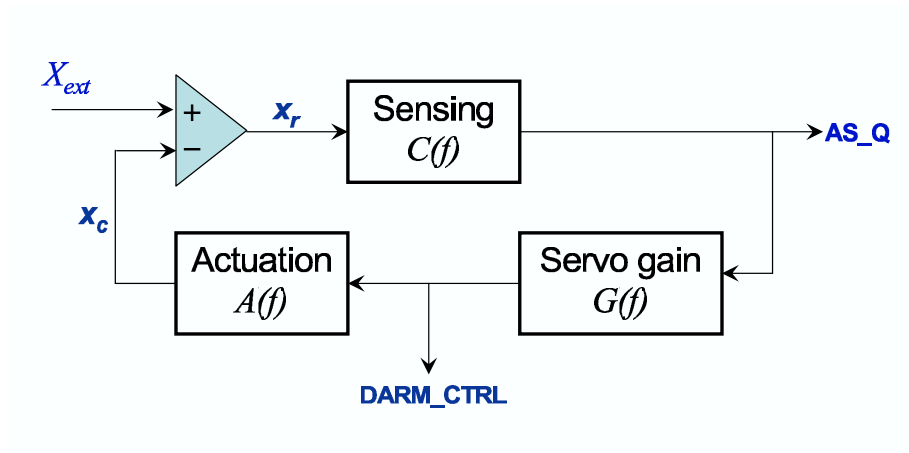 X_ext
+
−
x_r
Sensing
C(f)
AS_Q
x_c
Actuation
A(f)
Servo gain
G(f)
DARM_CTRL